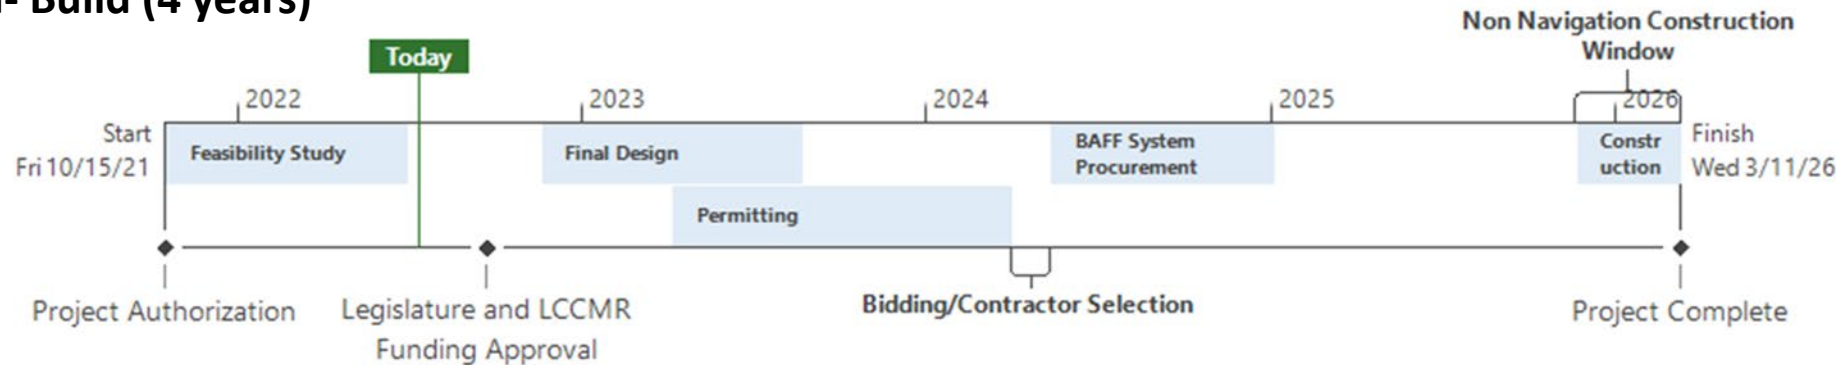 Build (4 years)
Non Navigation Construction
Window
Today
2022
2023
2024
2025
2026
Start
Fri 10/15/21
Feasibility Study
Final Design
BAFF System
Procurement
Constr
uction
Finish
Wed 3/11/26
Permitting
Project Authorization
Legislature and LCCMR
Funding Approval
Bidding/Contractor Selection
Project Complete